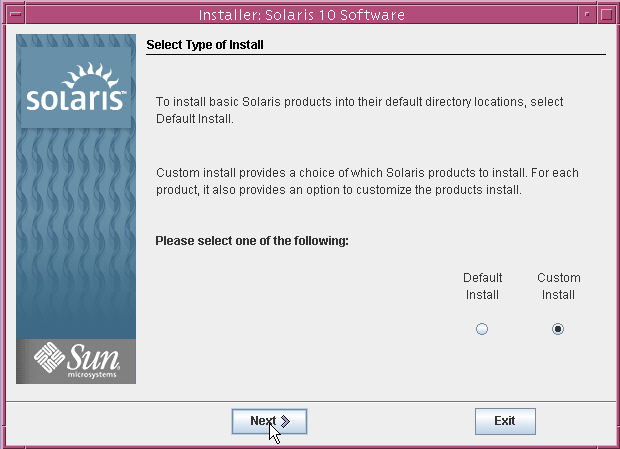 Installer: Solaris 10 Software
Select Type of Install
solaris™
To install basic Solaris products into their default directory locations, select
Default Install.
Custom install provides a choice of which Solaris products to install. For each
product, it also provides an option to customize the products install.
Please select one of the following:
Default Install
Custom Install
Sun
microsystems
Next
Exit